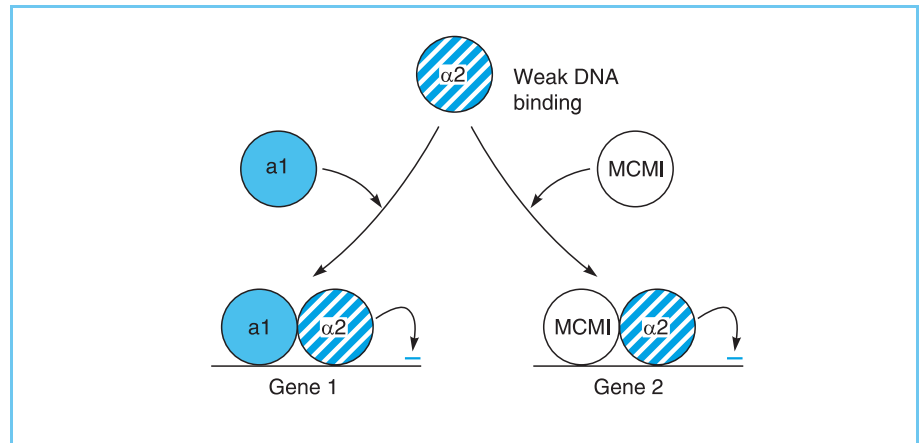 α2
Weak DNA
binding
a1
MCMI
a1
α2
MCMI
α2
Gene 1
Gene 2